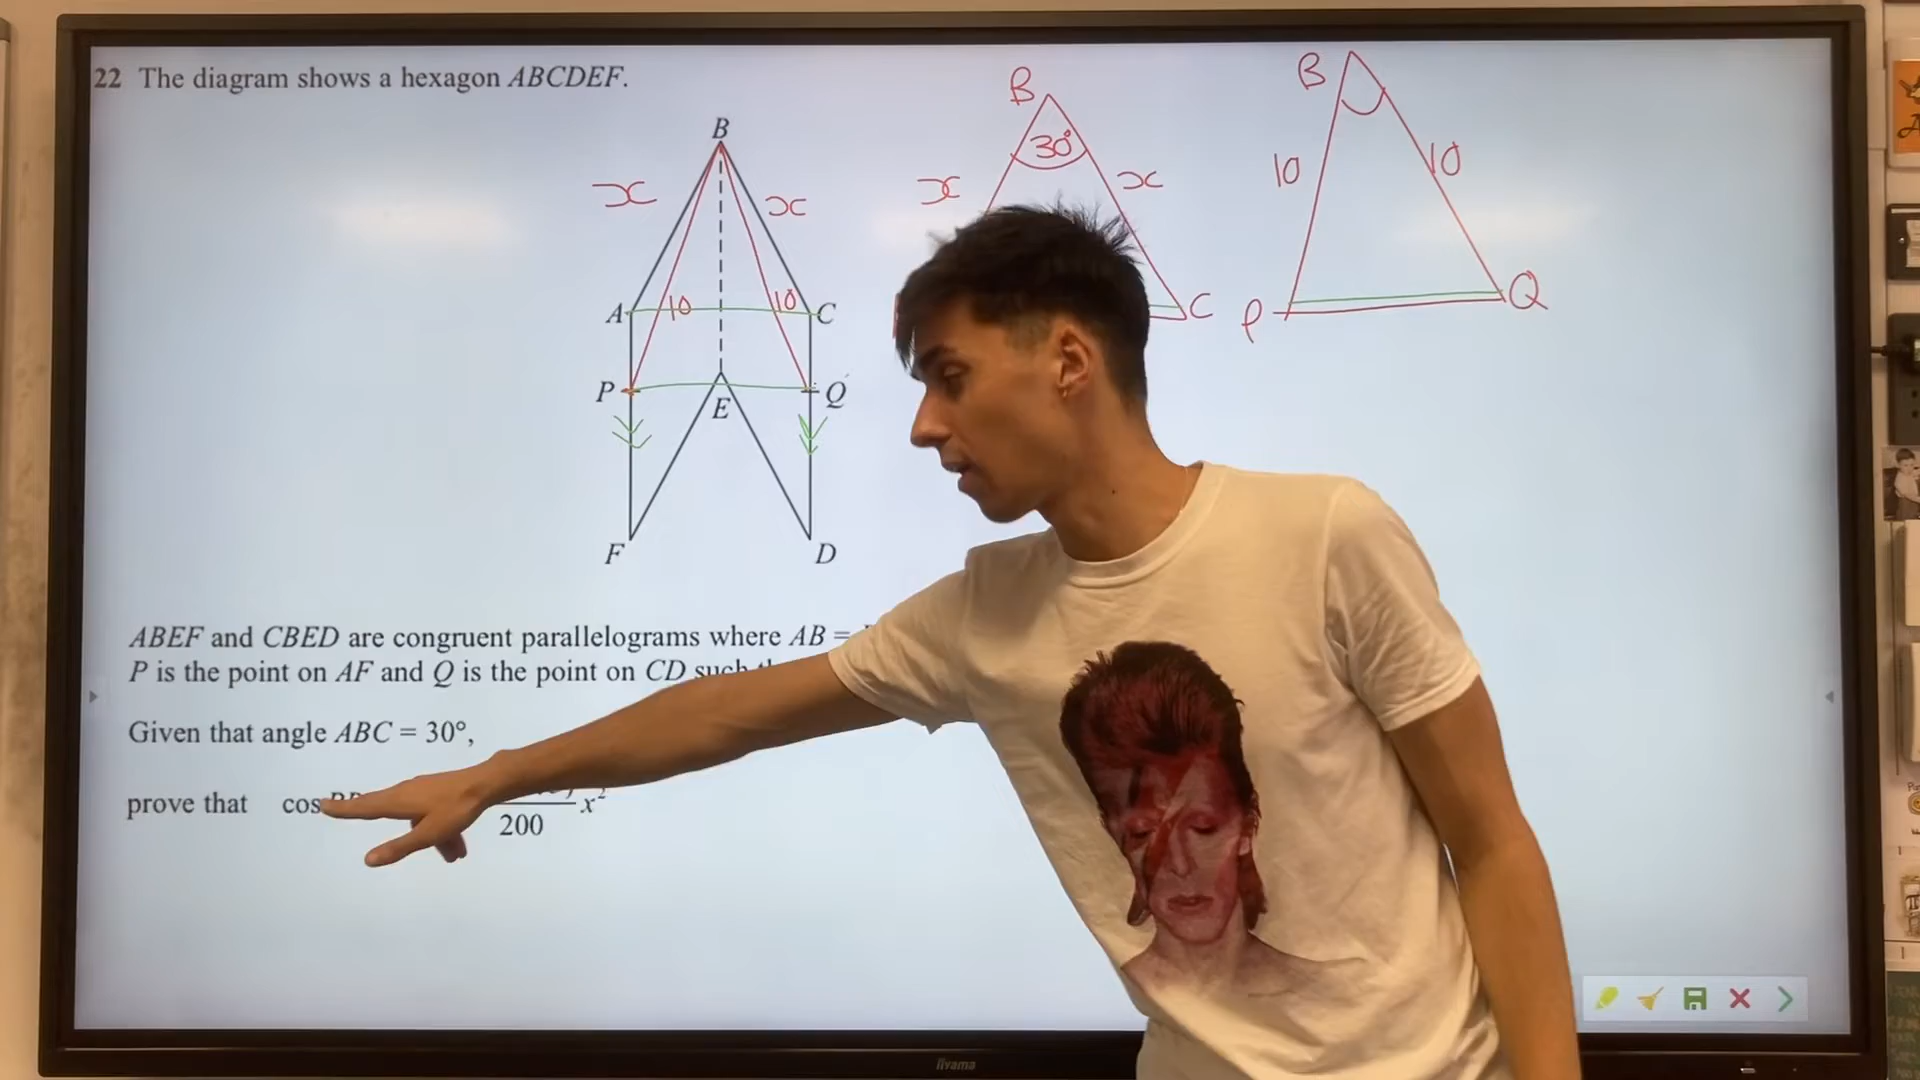 22 The diagram shows a hexagon ABCDEF.
B
x
x
A
10
10
C
P
Q
E
F
D
B
30°
x
x
C
B
10
10
P
Q
ABEF and CBED are congruent parallelograms where AB =
P is the point on AF and Q is the point on CD such
Given that angle ABC = 30°,
prove that cos
200
x²
iiyama